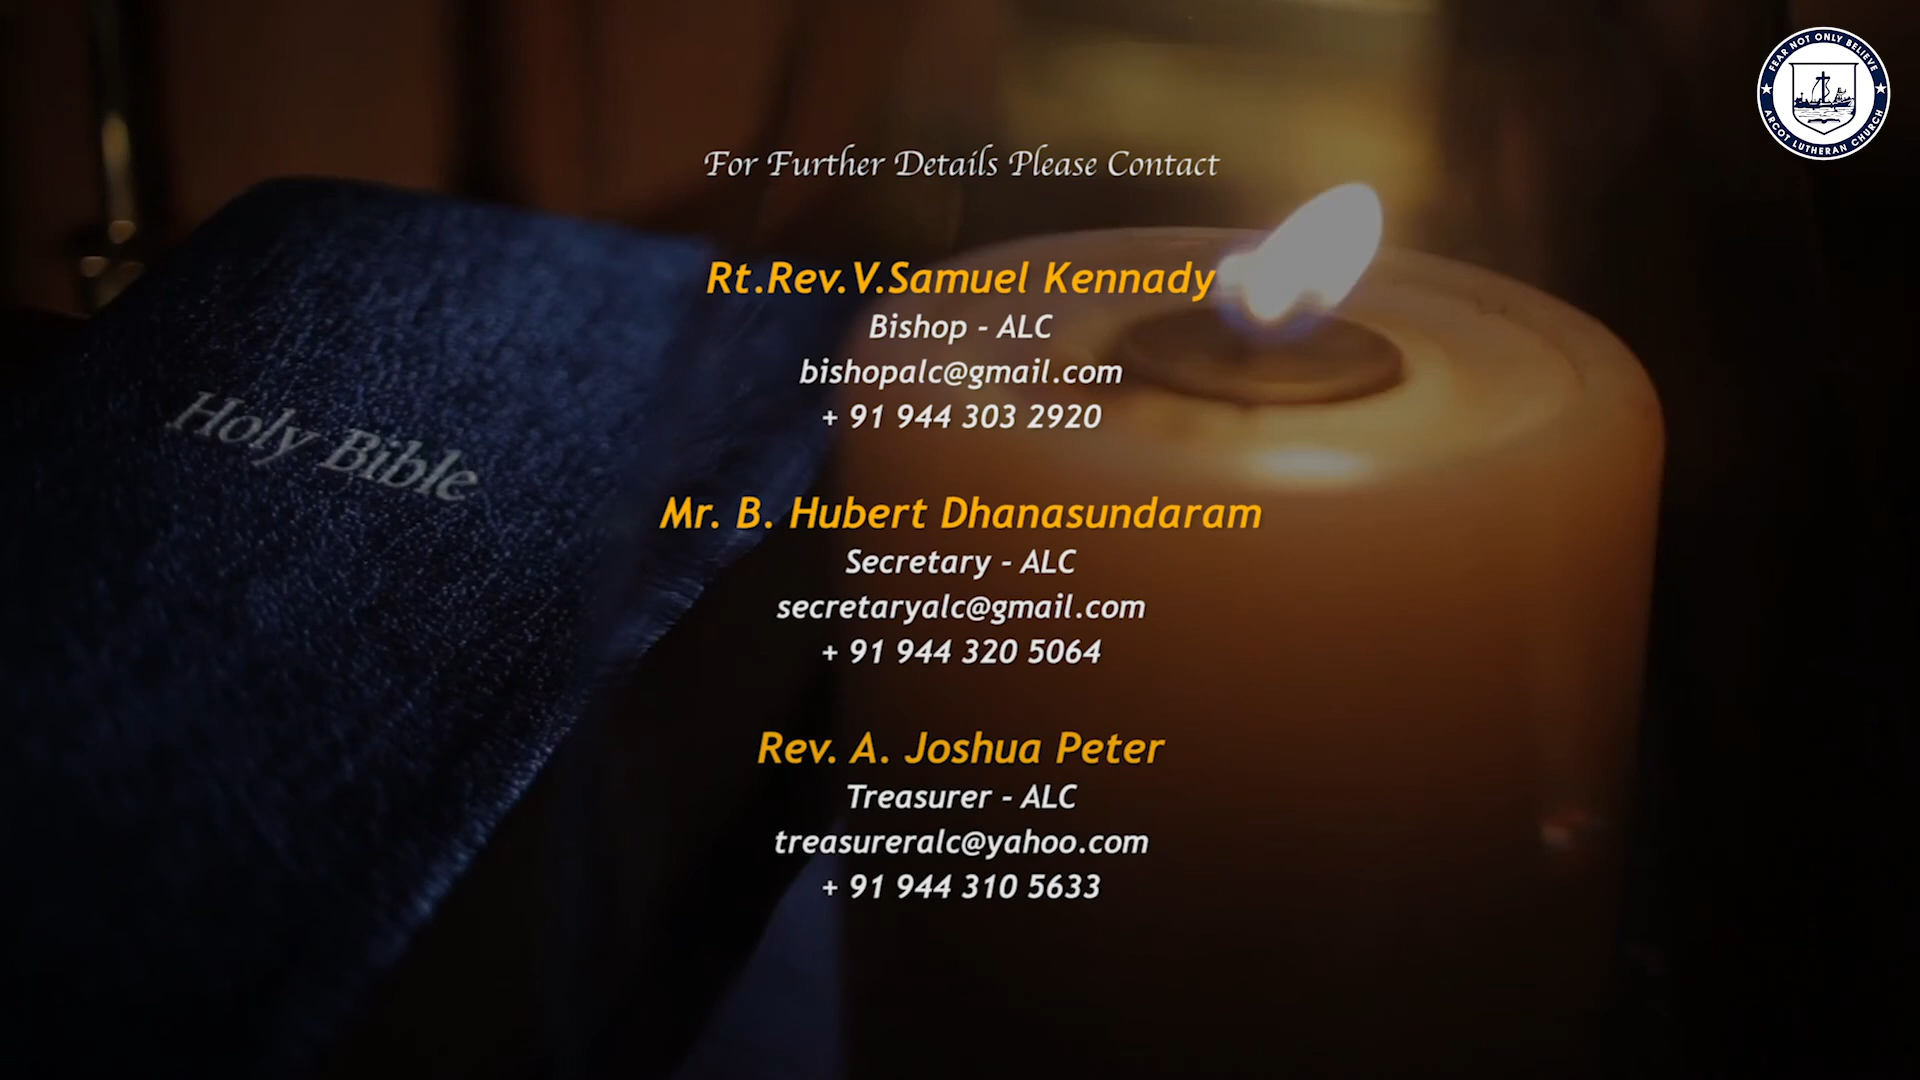 FEAR NOT ONLY BELIEVE
ARCOT LUTHERAN CHURCH
For Further Details Please Contact
Rt.Rev.V.Samuel Kennady
Bishop - ALC
bishopalc@gmail.com
+ 91 944 303 2920
Holy Bible
Mr. B. Hubert Dhanasundaram
Secretary - ALC
secretaryalc@gmail.com
+ 91 944 320 5064
Rev. A. Joshua Peter
Treasurer - ALC
treasureralc@yahoo.com
+ 91 944 310 5633